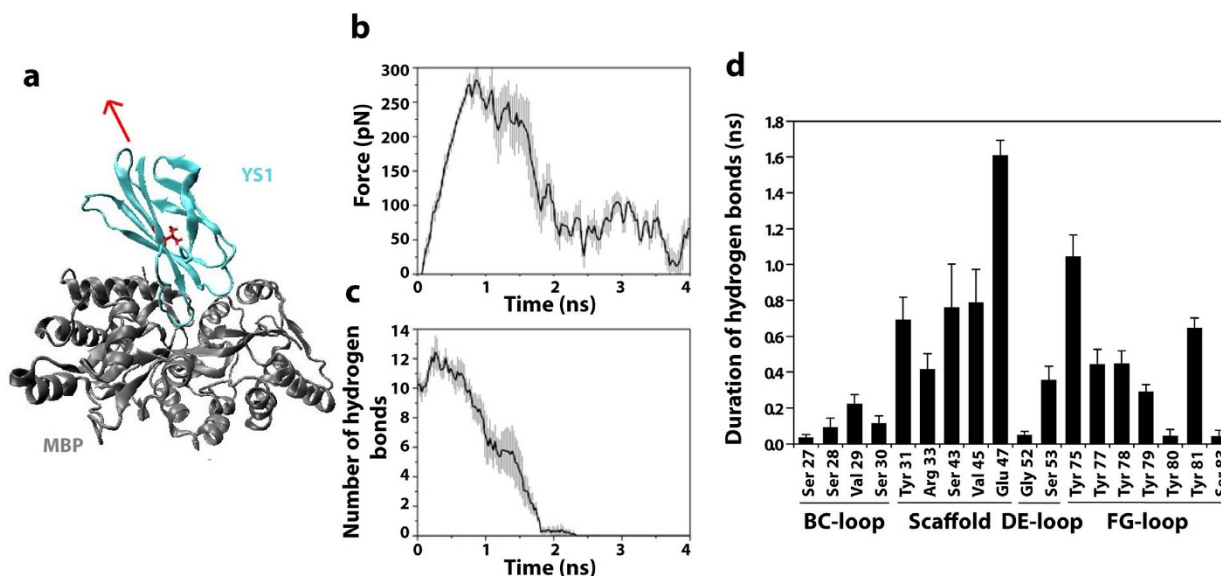 a
YS1
MBP
b
Force (pN)
300
250
200
150
100
50
0
0 1 2 3 4
Time (ns)
c
Number of hydrogen
bonds
14
12
10
8
6
4
2
0
0 1 2 3 4
Time (ns)
d
Duration of hydrogen bonds (ns)
1.8
1.6
1.4
1.2
1.0
0.8
0.6
0.4
0.2
0.0
Ser 27
Ser 28
Val 29
Ser 30
Tyr 31
Arg 33
Ser 43
Val 45
Glu 47
Gly 52
Ser 53
Tyr 75
Tyr 77
Tyr 78
Tyr 79
Tyr 80
Tyr 81
Ser 83
BC-loop Scaffold DE-loop FG-loop